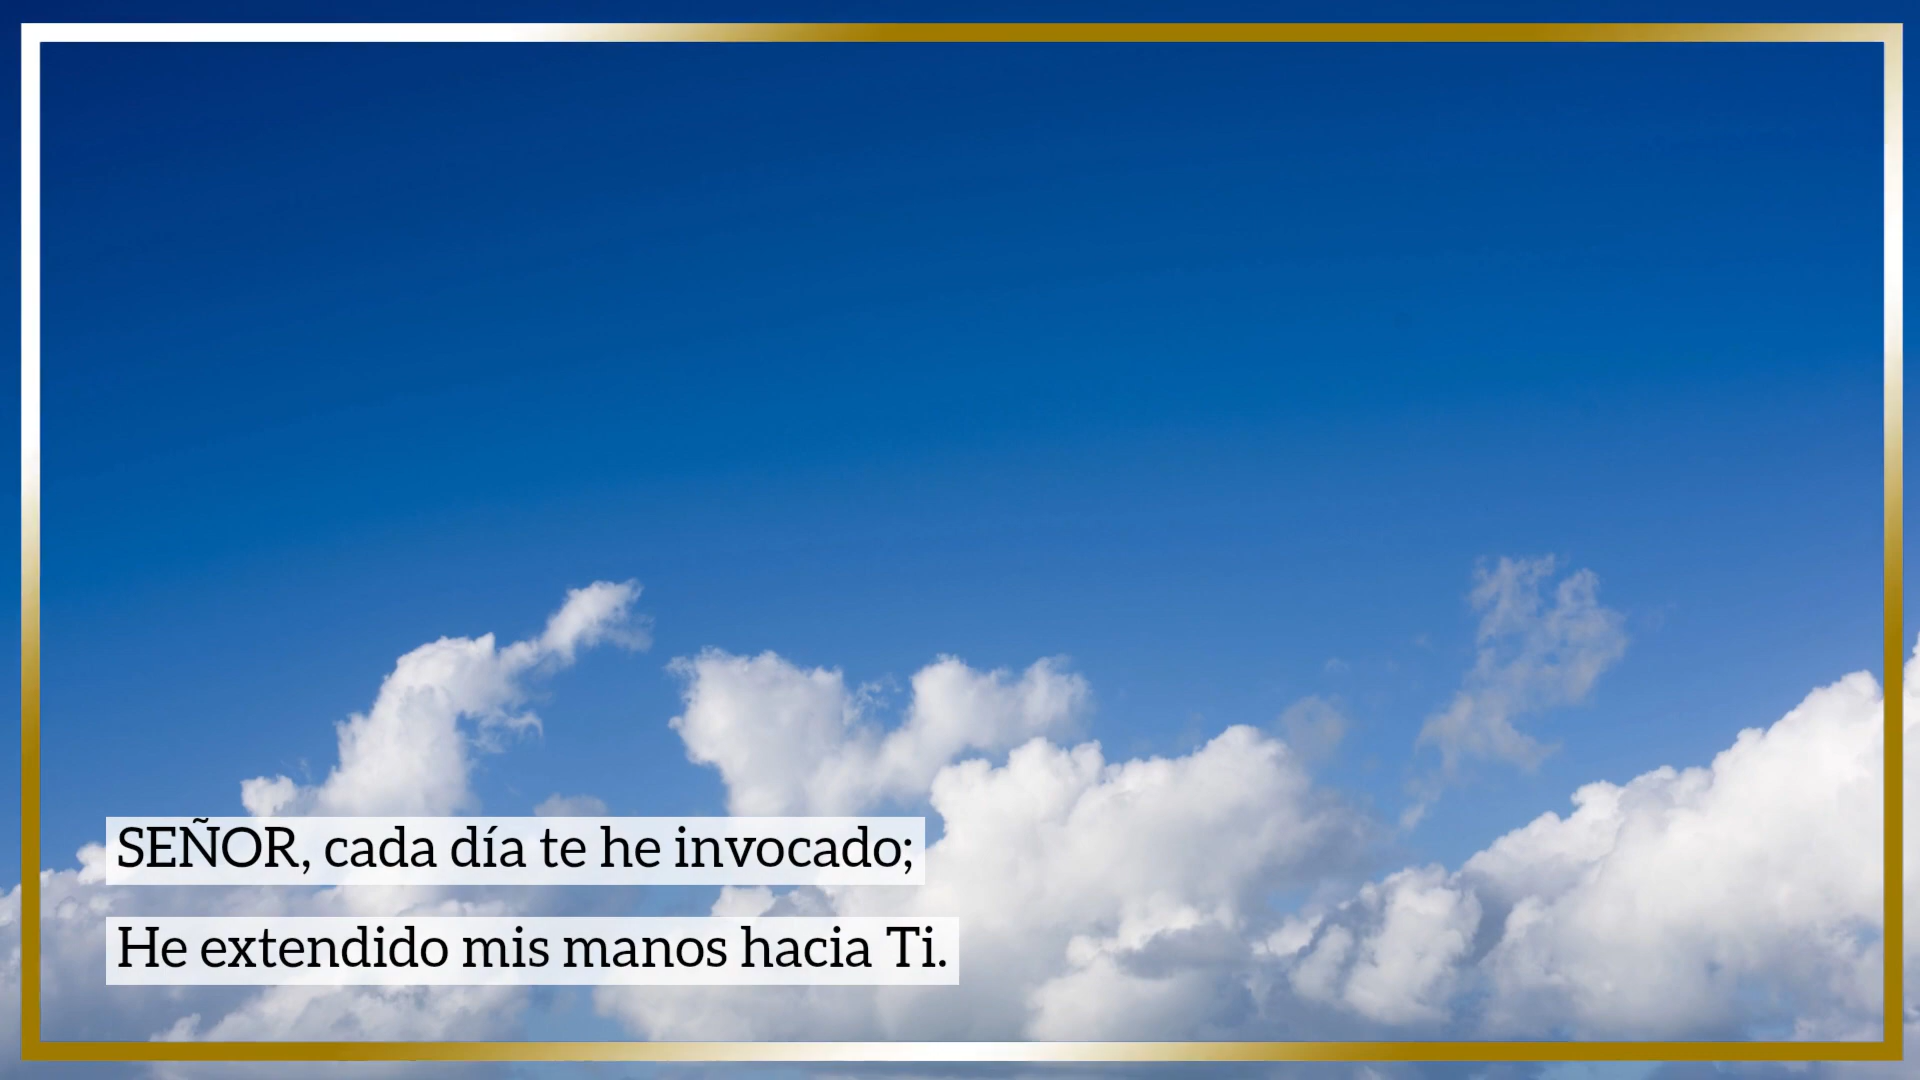 SEÑOR, cada día te he invocado;
He extendido mis manos hacia Ti.